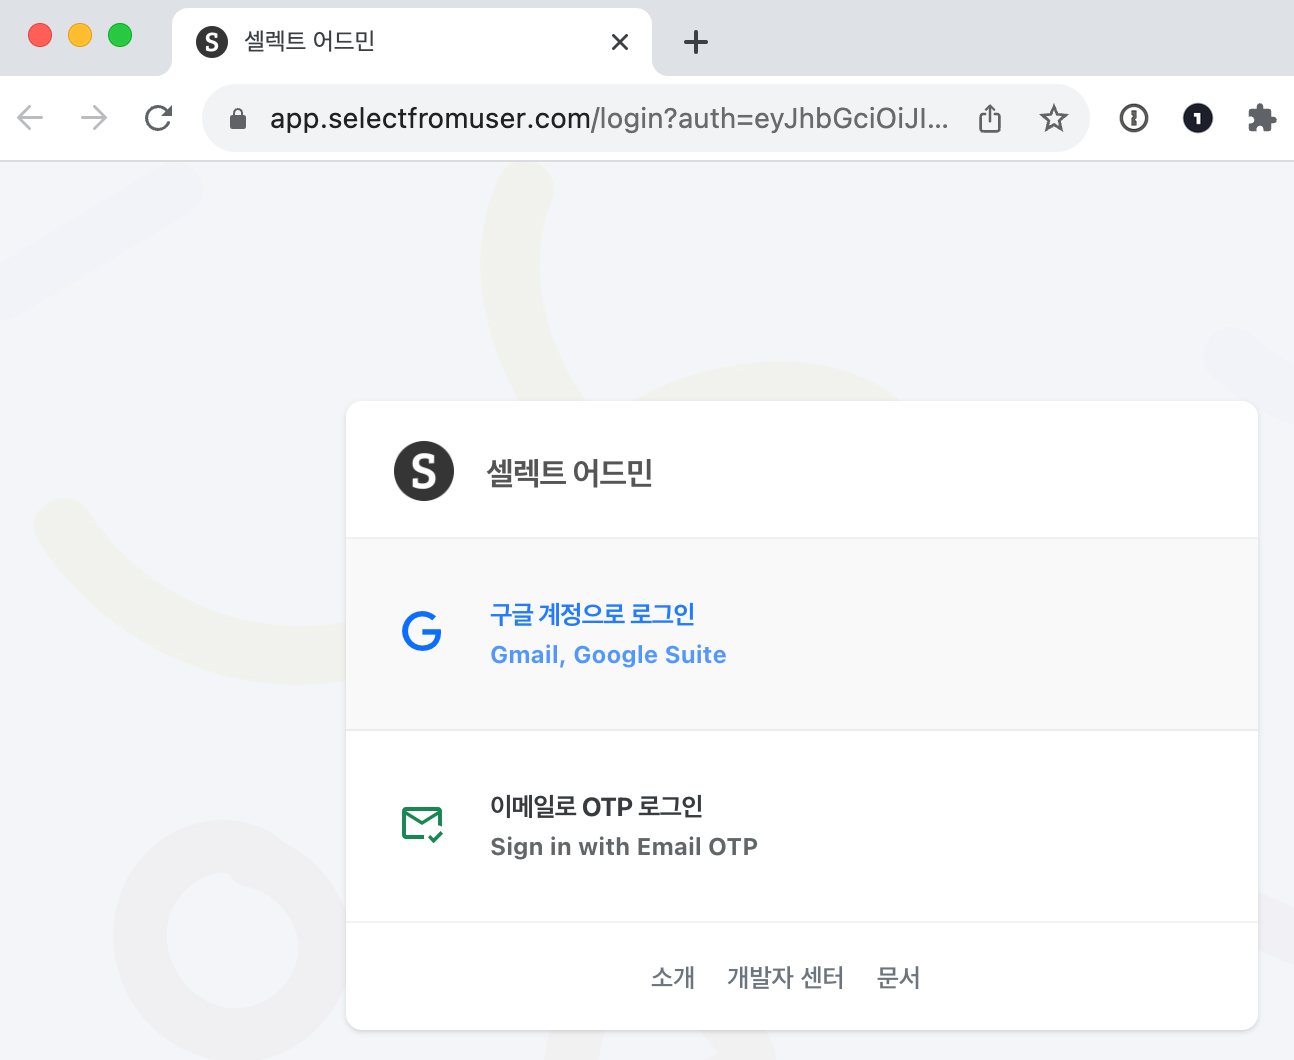 셀렉트 어드민
app.selectfromuser.com/login?auth=eyJhbGciOiJI...
S 셀렉트 어드민
구글 계정으로 로그인
Gmail, Google Suite
이메일로 OTP 로그인
Sign in with Email OTP
소개 개발자 센터 문서